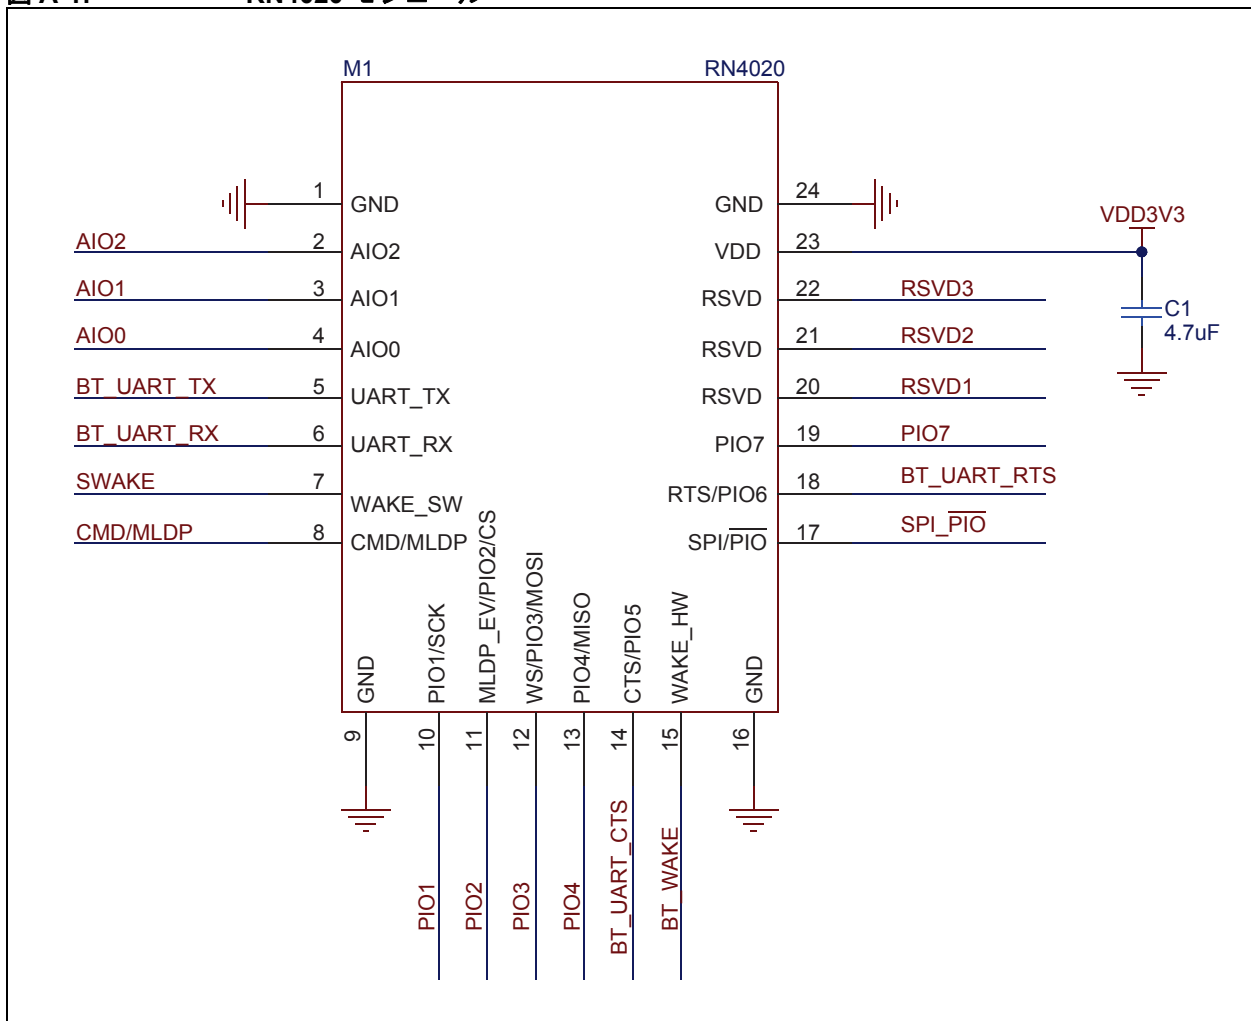 M1 RN4020
1 GND
AIO2 2 AIO2
AIO1 3 AIO1
AIO0 4 AIO0
BT_UART_TX 5 UART_TX
BT_UART_RX 6 UART_RX
SWAKE 7 WAKE_SW
CMD/MLDP 8 CMD/MLDP
GND 24
VDD 23
RSVD 22 RSVD3
RSVD 21 RSVD2
RSVD 20 RSVD1
PIO7 19 PIO7
RTS/PIO6 18 BT_UART_RTS
SPI/PIO 17 SPI_PIO
VDD3V3
C1
4.7uF
GND 9
PIO1/SCK 10 PIO1
MLDP_EV/PIO2/CS 11 PIO2
WS/PIO3/MOSI 12 PIO3
PIO4/MISO 13 PIO4
CTS/PIO5 14 BT_UART_CTS
WAKE_HW 15 BT_WAKE
GND 16